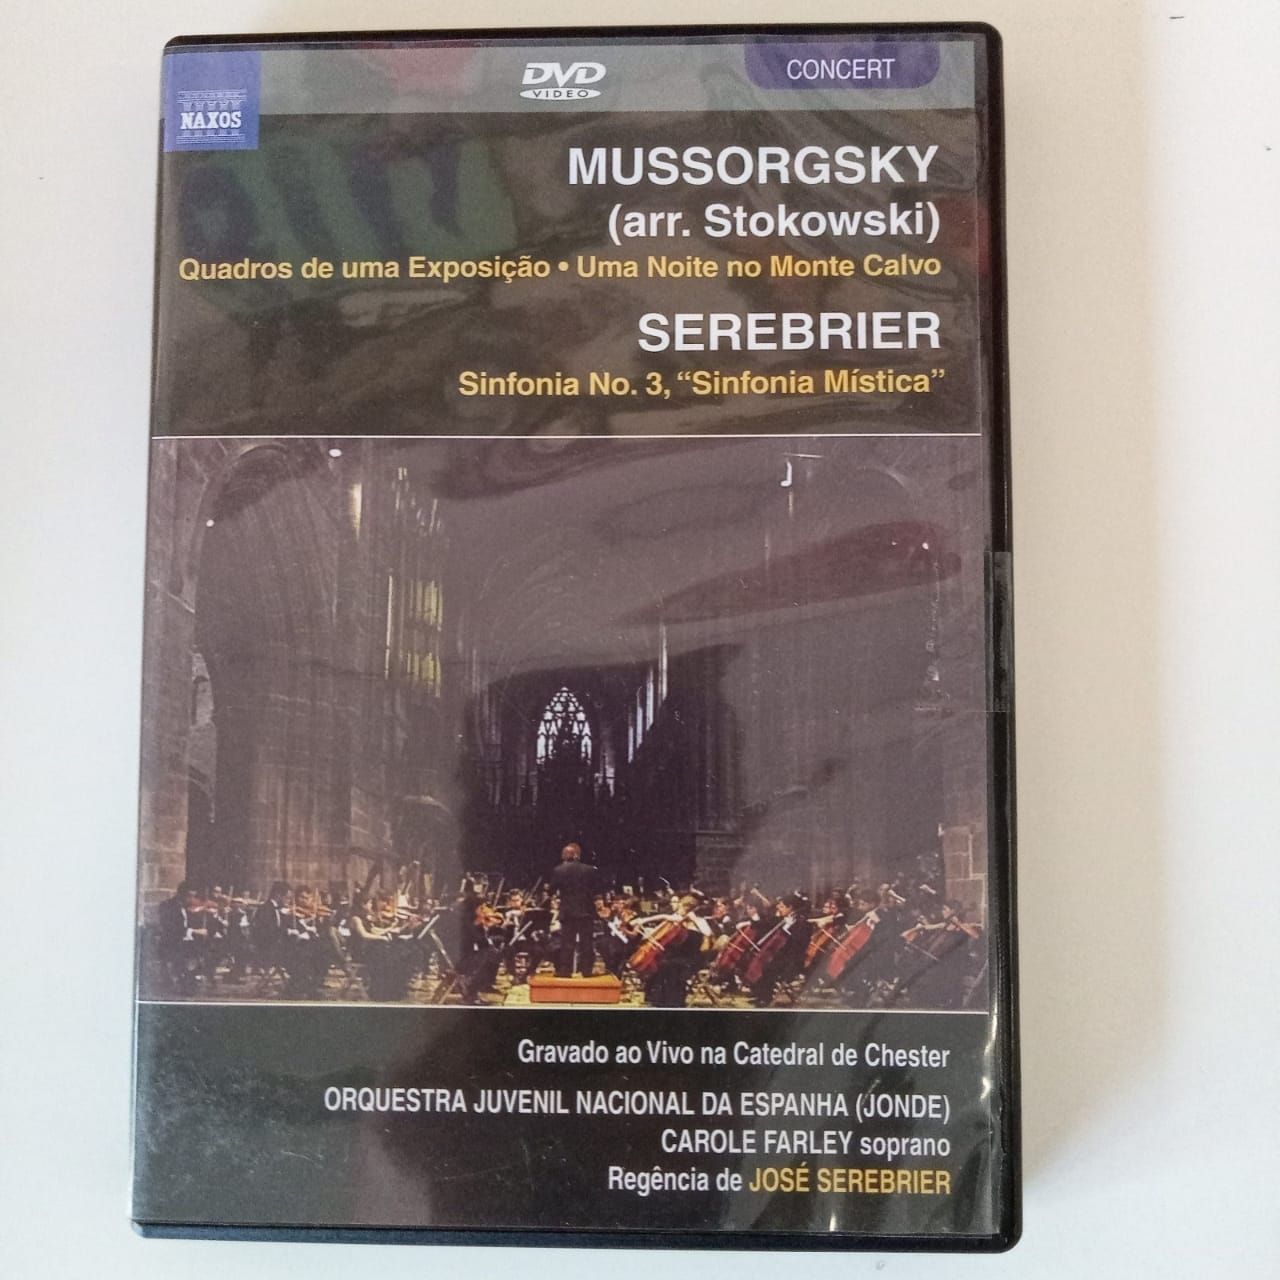 NAXOS
DVD
VIDEO
CONCERT
MUSSORGSKY
(arr. Stokowski)
Quadros de uma Exposição • Uma Noite no Monte Calvo
SEREBRIER
Sinfonia No. 3, “Sinfonia Mística”
Gravado ao Vivo na Catedral de Chester
ORQUESTRA JUVENIL NACIONAL DA ESPANHA (JONDE)
CAROLE FARLEY soprano
Regência de JOSÉ SEREBRIER